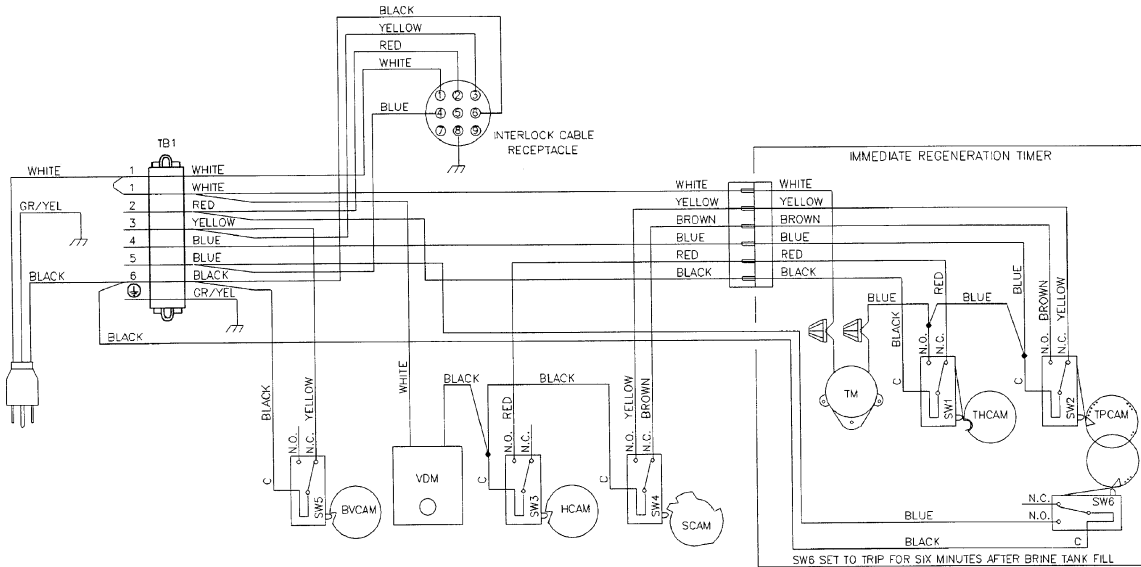 BLACK
YELLOW
RED
WHITE
1 2 3
BLUE
4 5 6
7 8 9
INTERLOCK CABLE
RECEPTACLE
TB1
IMMEDIATE REGENERATION TIMER
WHITE 1 WHITE
1 WHITE
WHITE WHITE
GR/YEL 2 RED
YELLOW YELLOW
3 YELLOW
BROWN BROWN
4 BLUE
BLUE BLUE
5 BLUE
RED RED
BLACK 6 BLACK
BLACK BLACK
GR/YEL
BLACK
BLUE
BLACK
RED
BLUE
BLUE
BROWN
YELLOW
N.O.
N.C.
N.O.
N.C.
C
SW1
TM
THCAM
C
SW2
TPCAM
BLACK
YELLOW
WHITE
BLACK
RED
BLACK
YELLOW
BROWN
N.O.
N.C.
C
SW5
BVCAM
VDM
N.O.
N.C.
C
SW3
HCAM
N.O.
N.C.
C
SW4
SCAM
N.C.
SW6
BLUE
N.O.
BLACK
C
SW6 SET TO TRIP FOR SIX MINUTES AFTER BRINE TANK FILL